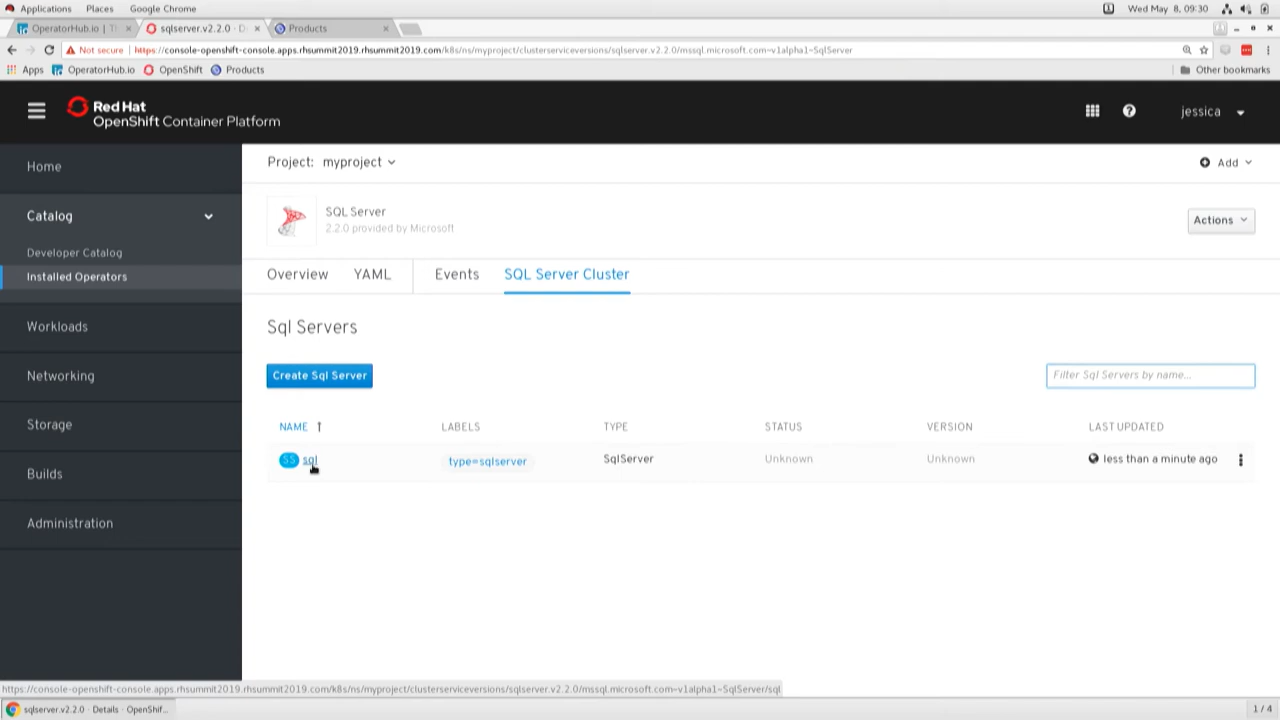 Applications Places Google Chrome Wed May 8, 09:30
OperatorHub.io | T sqlserver.v2.2.0 · D Products
Not secure | https://console-openshift-console.apps.rhsummit2019.rhsummit2019.com/k8s/ns/myproject/clusterserviceversions/sqlserver.v2.2.0/mssql.microsoft.com~v1alpha1~SqlServer
Apps OperatorHub.io OpenShift Products Other bookmarks
Red Hat
OpenShift Container Platform
jessica
Home
Catalog
Developer Catalog
Installed Operators
Workloads
Networking
Storage
Builds
Administration
Project: myproject
Add
SQL Server
2.2.0 provided by Microsoft
Actions
Overview YAML Events SQL Server Cluster
Sql Servers
Create Sql Server
Filter Sql Servers by name...
NAME LABELS TYPE STATUS VERSION LAST UPDATED
SS sql type=sqlserver SqlServer Unknown Unknown less than a minute ago
https://console-openshift-console.apps.rhsummit2019.rhsummit2019.com/k8s/ns/myproject/clusterserviceversions/sqlserver.v2.2.0/mssql.microsoft.com~v1alpha1~SqlServer/sql
sqlserver.v2.2.0 · Details · OpenShif... 1 / 4